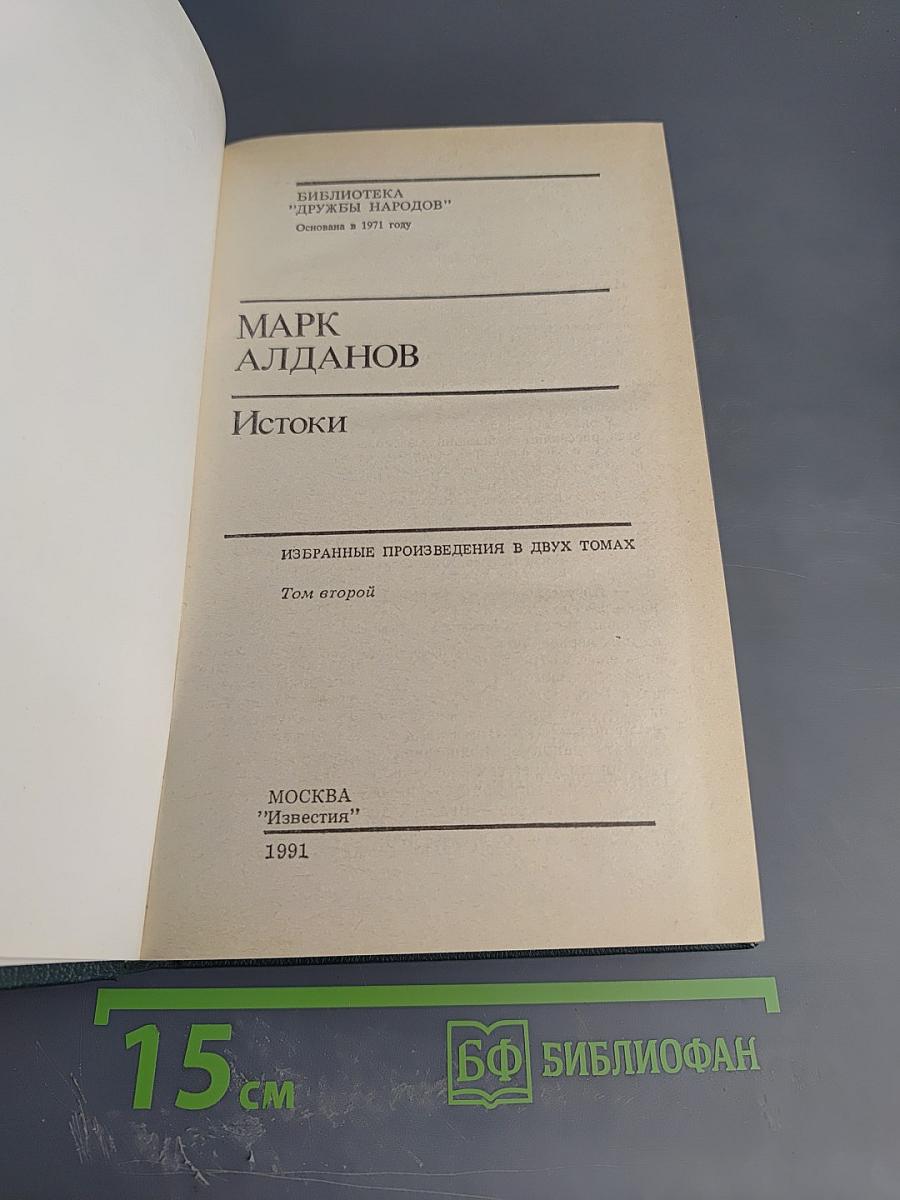 БИБЛИОТЕКА
"ДРУЖБЫ НАРОДОВ"
Основана в 1971 году
МАРК
АЛДАНОВ
Истоки
ИЗБРАННЫЕ ПРОИЗВЕДЕНИЯ В ДВУХ ТОМАХ
Том второй
МОСКВА
"Известия"
1991
15 см
БФ БИБЛИОФАН